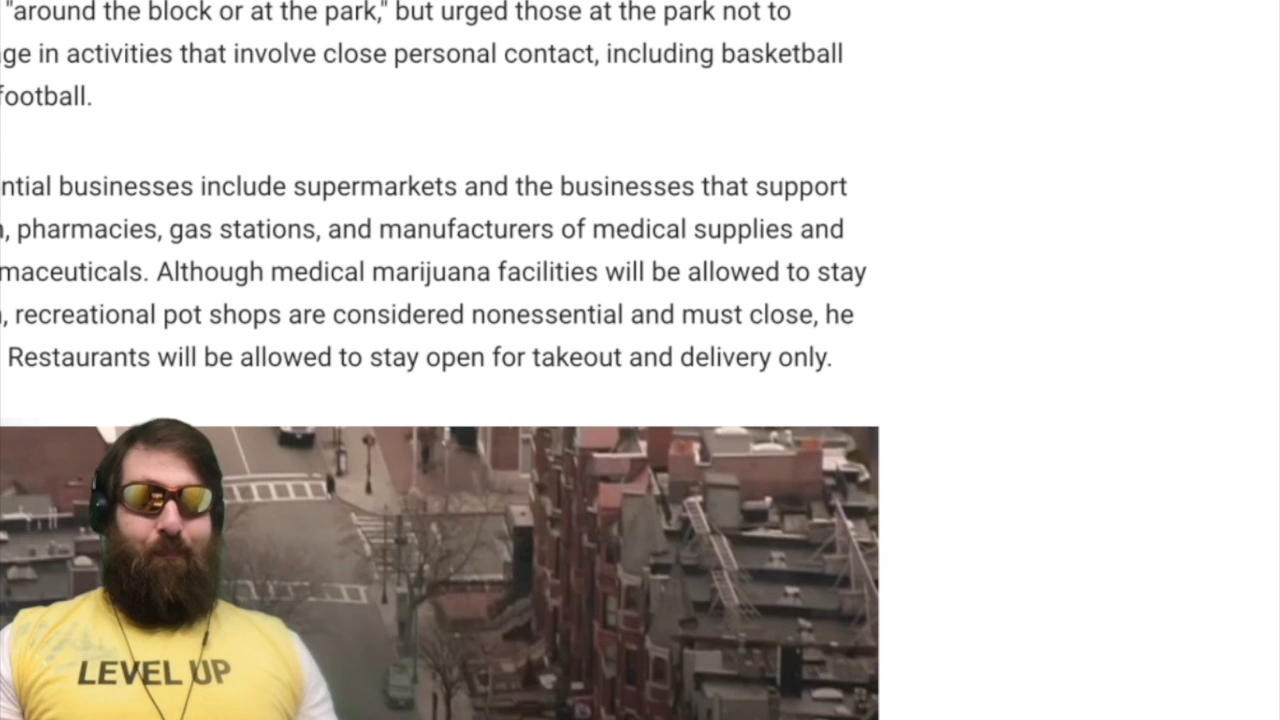 "around the block or at the park," but urged those at the park not to
ge in activities that involve close personal contact, including basketball
football.
ntial businesses include supermarkets and the businesses that support
, pharmacies, gas stations, and manufacturers of medical supplies and
maceuticals. Although medical marijuana facilities will be allowed to stay
, recreational pot shops are considered nonessential and must close, he
Restaurants will be allowed to stay open for takeout and delivery only.
LEVEL UP